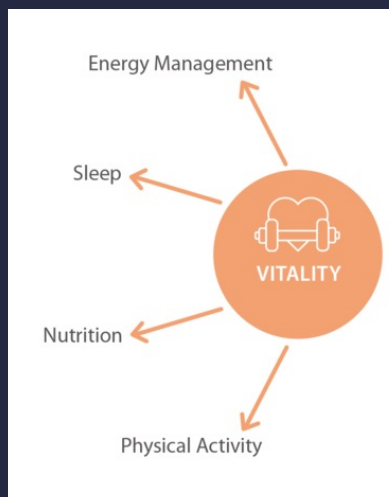 Energy Management
Sleep
VITALITY
Nutrition
Physical Activity